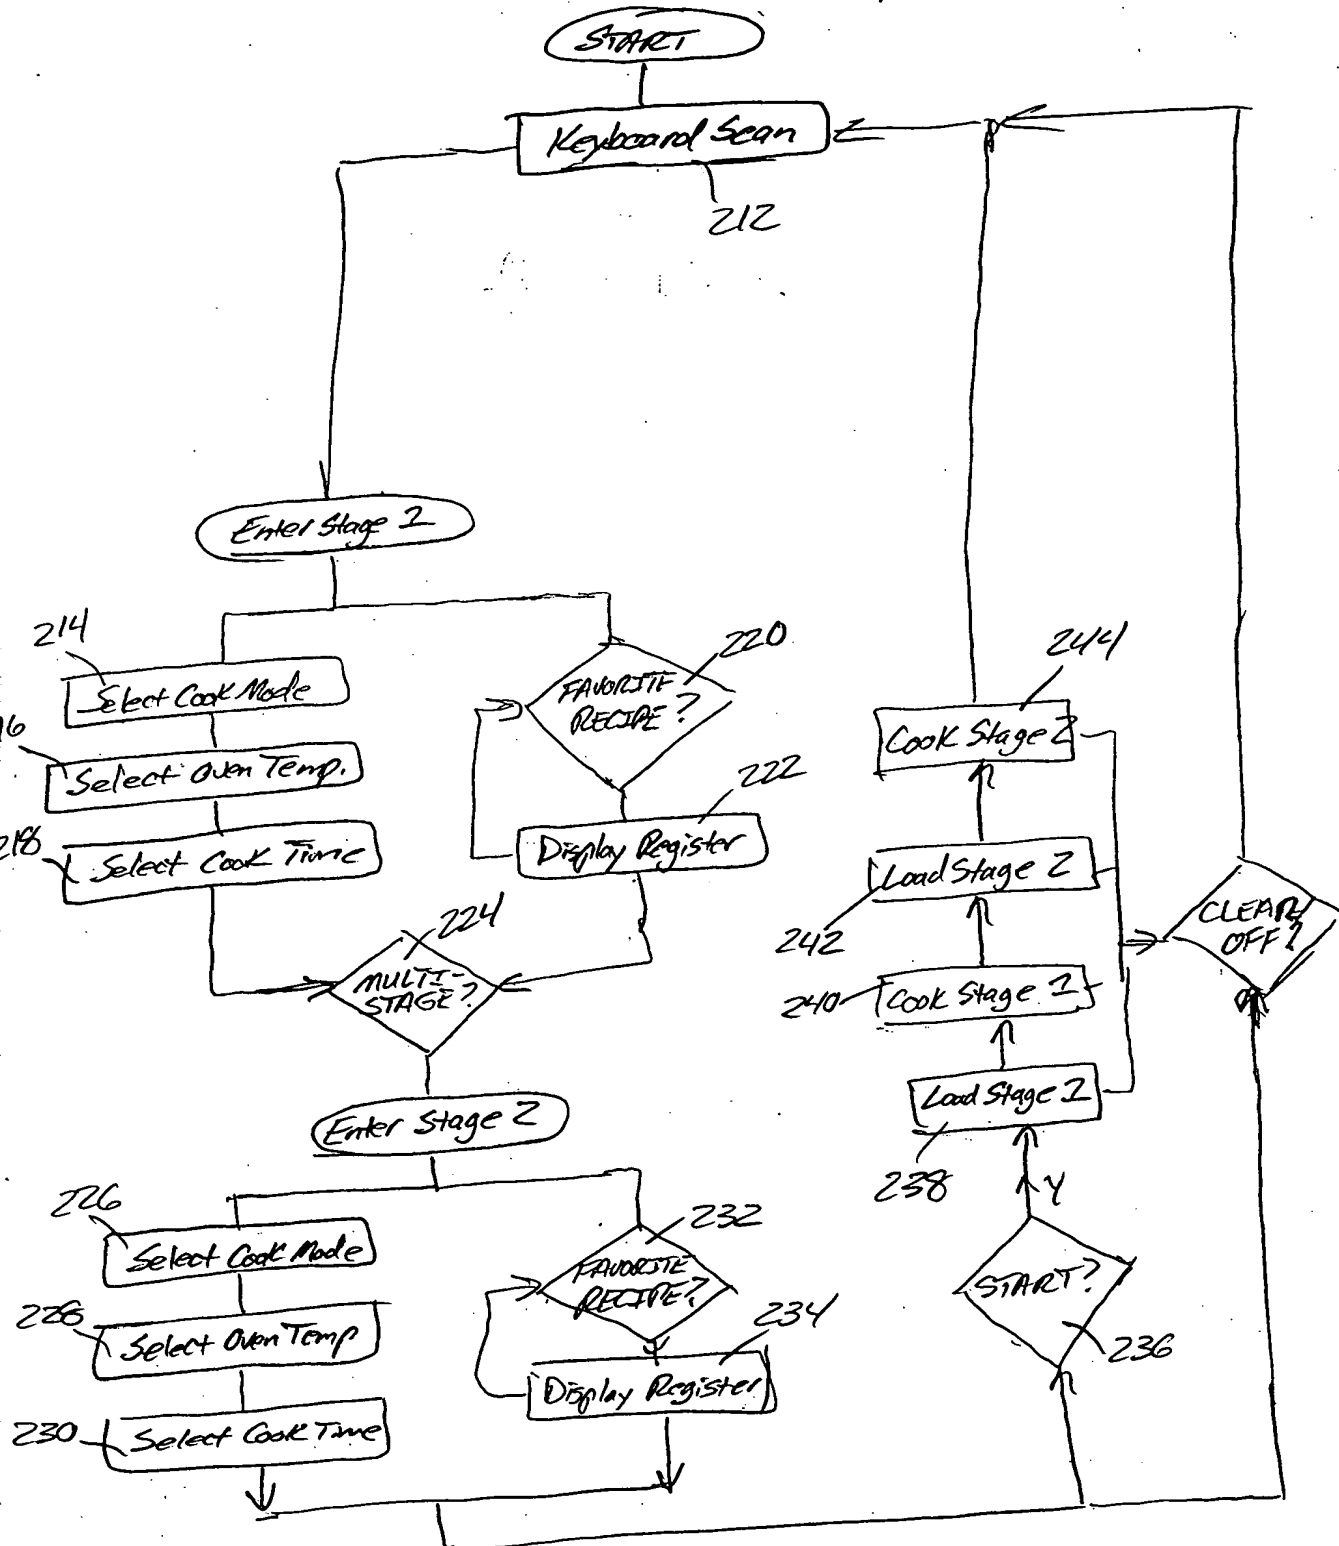 START
Keyboard Scan
212
Enter Stage 1
214
220
Select Cook Mode
FAVORITE
RECIPE?
244
16
Select Oven Temp.
Cook Stage 2
222
218
Select Cook Time
Display Register
Load Stage 2
242
224
MULTI-
STAGE?
CLEAR/
OFF?
240
Cook Stage 1
Load Stage 1
238
Enter Stage 2
Y
226
232
Select Cook Mode
FAVORITE
RECIPE?
START?
236
228
Select Oven Temp
234
Y
Display Register
230
Select Cook Time